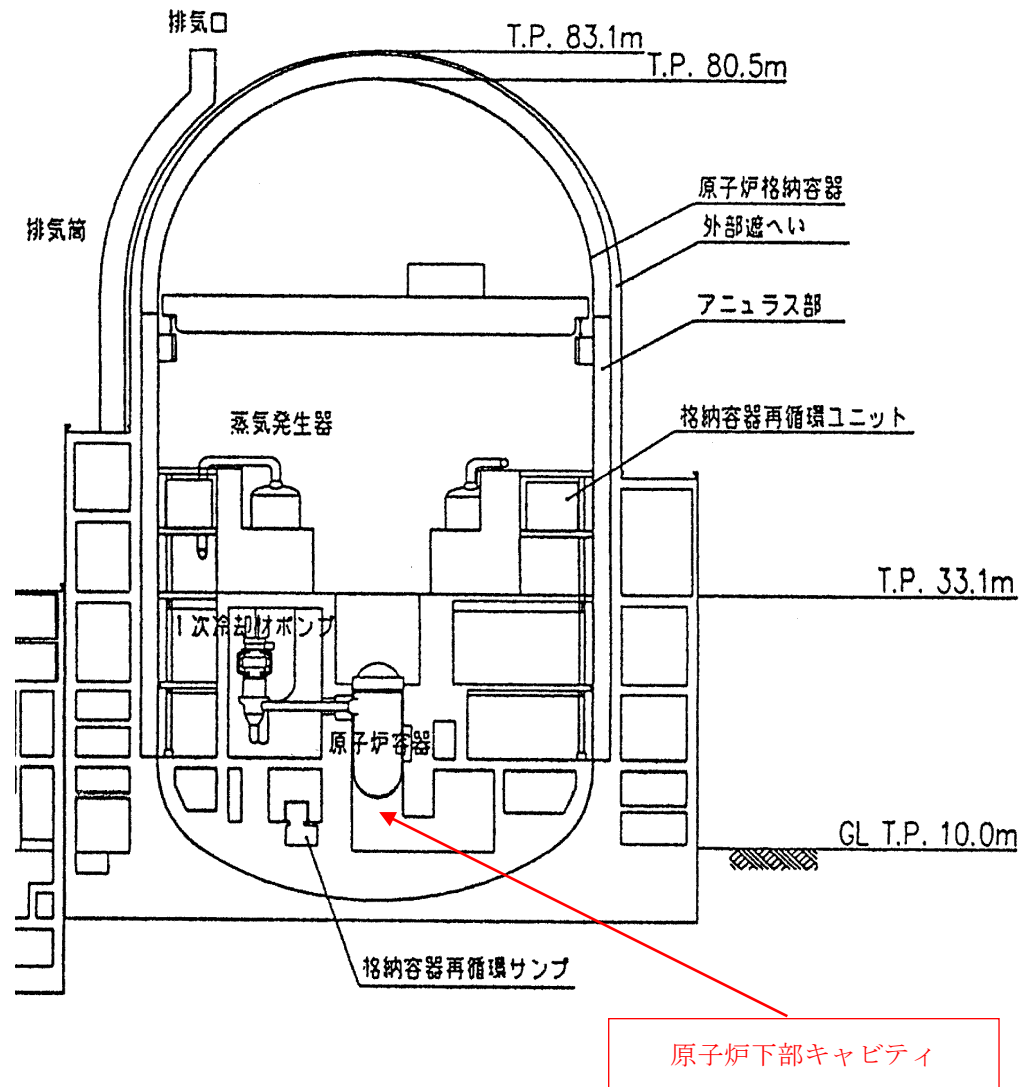 排気口
T.P. 83.1m
T.P. 80.5m
原子炉格納容器
外部遮へい
排気筒
アニュラス部
蒸気発生器
格納容器再循環ユニット
T.P. 33.1m
1次冷却材ポンプ
原子炉容器
GL T.P. 10.0m
格納容器再循環サンプ
原子炉下部キャビティ